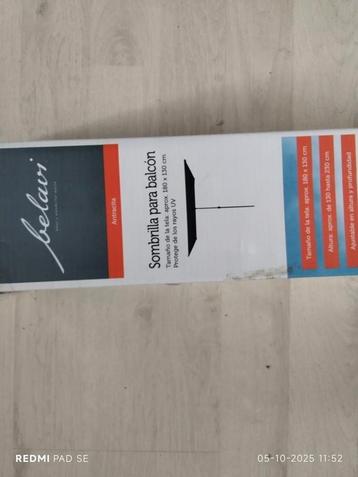 belavi
Antracita
Sombrilla para balcón
Tamaño de la tela: aprox. 180 x 130 cm
Protege de los rayos UV
Tamaño de la tela: aprox. 180 x 130 cm
Altura: aprox. de 130 hasta 230 cm
Ajustable en altura y profundidad
REDMI PAD SE
05-10-2025 11:52